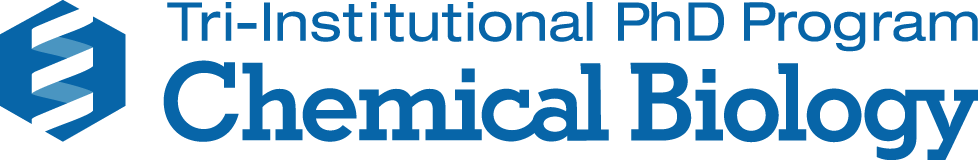 Tri-Institutional PhD Program
Chemical Biology